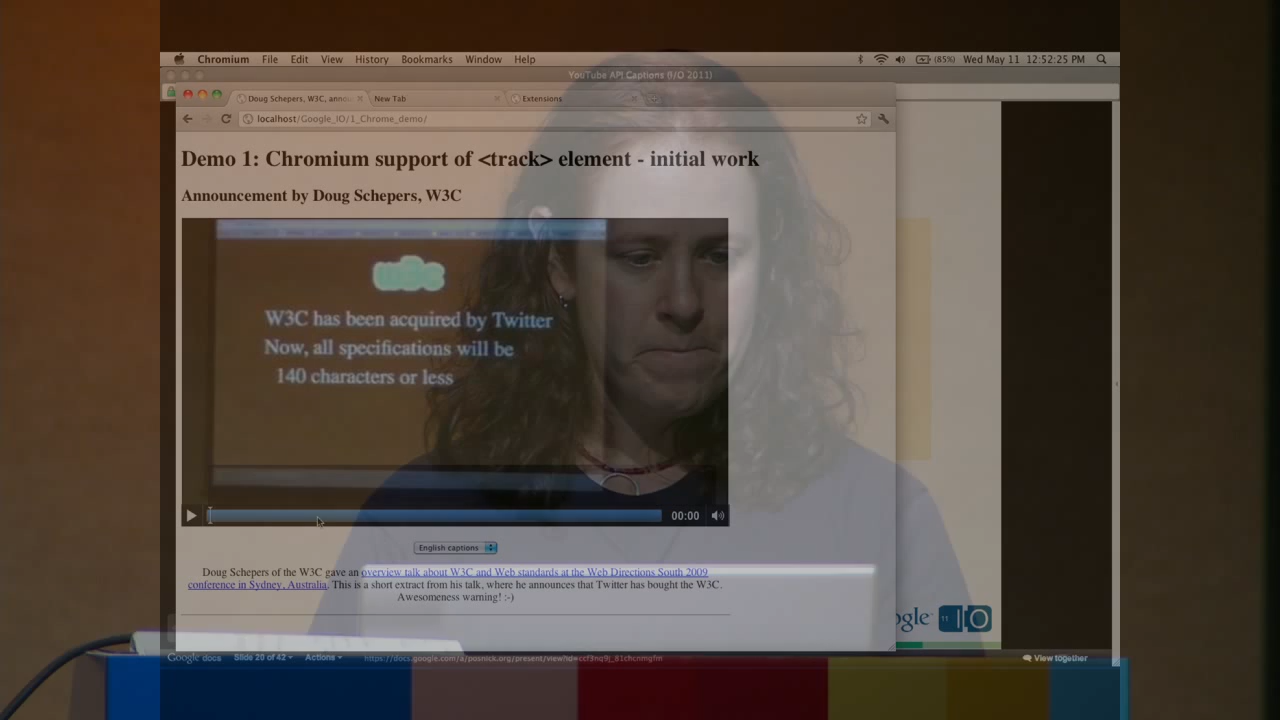 Chromium File Edit View History Bookmarks Window Help (85%) Wed May 11 12:52:25 PM
YouTube API Captions (I/O 2011)
Doug Schepers, W3C, anno New Tab Extensions
localhost/Google_IO/1_Chrome_demo/
Demo 1: Chromium support of <track> element - initial work
Announcement by Doug Schepers, W3C
w3c
W3C has been acquired by Twitter
Now, all specifications will be
140 characters or less
00:00
English captions
Doug Schepers of the W3C gave an overview talk about W3C and Web standards at the Web Directions South 2009
conference in Sydney, Australia. This is a short extract from his talk, where he announces that Twitter has bought the W3C.
Awesomeness warning! :-)
ogle 11 IO
Google docs Slide 20 of 42 Actions View together